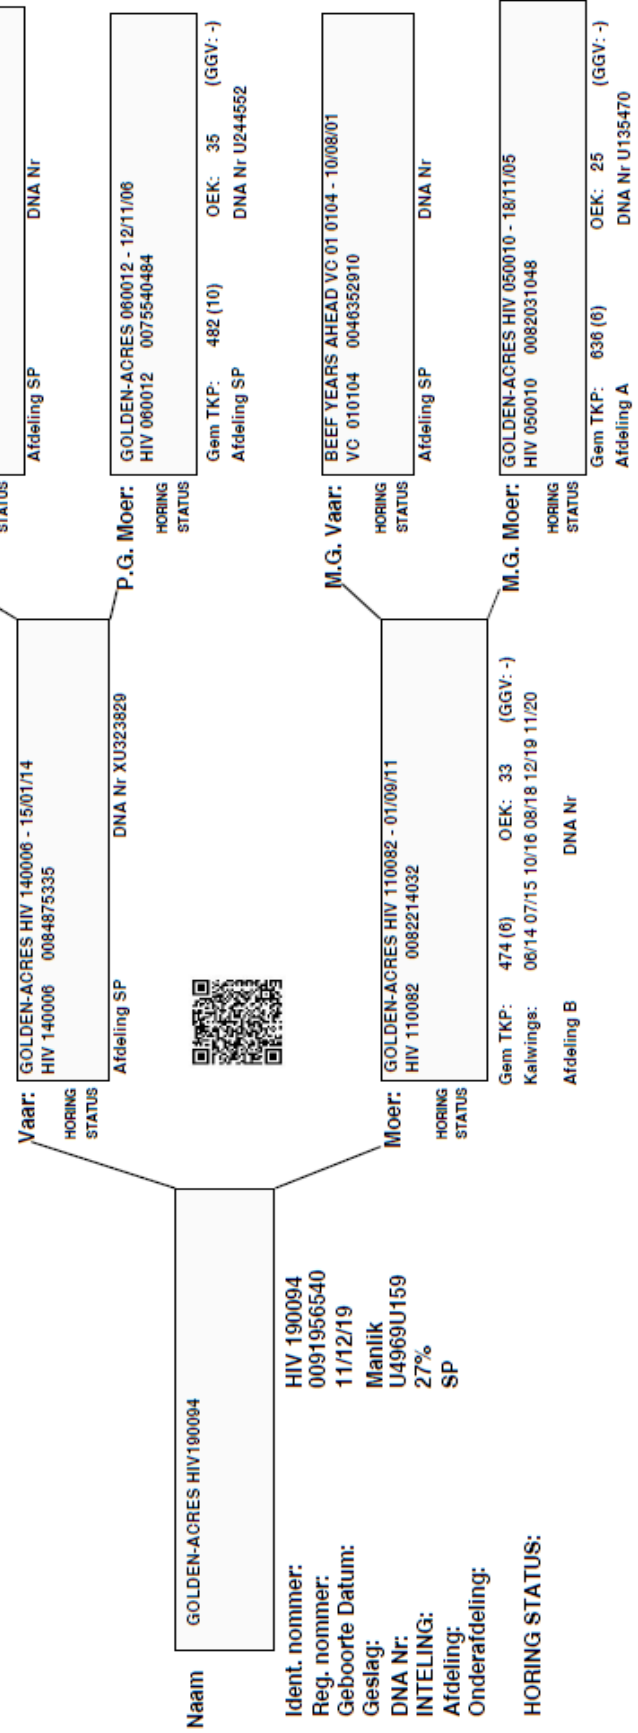 Naam GOLDEN-ACRES HIV190094
Ident. nommer: HIV 190094
Reg. nommer: 0091956540
Geboorte Datum: 11/12/19
Geslag: Manlik
DNA Nr: U4969U159
INTELING: 27%
Afdeling: SP
Onderafdeling:
HORING STATUS:
Vaar: GOLDEN-ACRES HIV 140006 - 15/01/14
HIV 140006 0084875335
HORING
STATUS
Afdeling SP DNA Nr XU323829
Moer: GOLDEN-ACRES HIV 110082 - 01/09/11
HIV 110082 0082214032
HORING
STATUS
Gem TKP: 474 (6) OEK: 33 (GGV: -)
Kalwings: 06/14 07/15 10/16 08/18 12/19 11/20
Afdeling B DNA Nr
STATUS
Afdeling SP DNA Nr
P.G. Moer: GOLDEN-ACRES 060012 - 12/11/06
HIV 060012 0075540484
HORING
STATUS
Gem TKP: 482 (10) OEK: 35 (GGV: -)
Afdeling SP DNA Nr U244552
M.G. Vaar: BEEF YEARS AHEAD VC 01 0104 - 10/08/01
VC 010104 0046352910
HORING
STATUS
Afdeling SP DNA Nr
M.G. Moer: GOLDEN-ACRES HIV 050010 - 18/11/05
HIV 050010 0082031048
HORING
STATUS
Gem TKP: 636 (6) OEK: 25 (GGV: -)
Afdeling A DNA Nr U135470